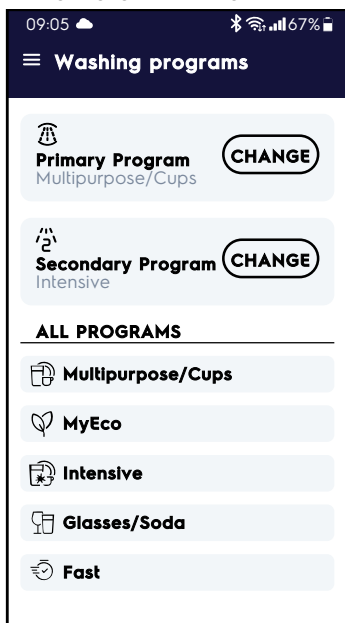 09:05 67%
Washing programs
Primary Program
Multipurpose/Cups
CHANGE
2
Secondary Program
Intensive
CHANGE
ALL PROGRAMS
Multipurpose/Cups
MyEco
Intensive
Glasses/Soda
Fast